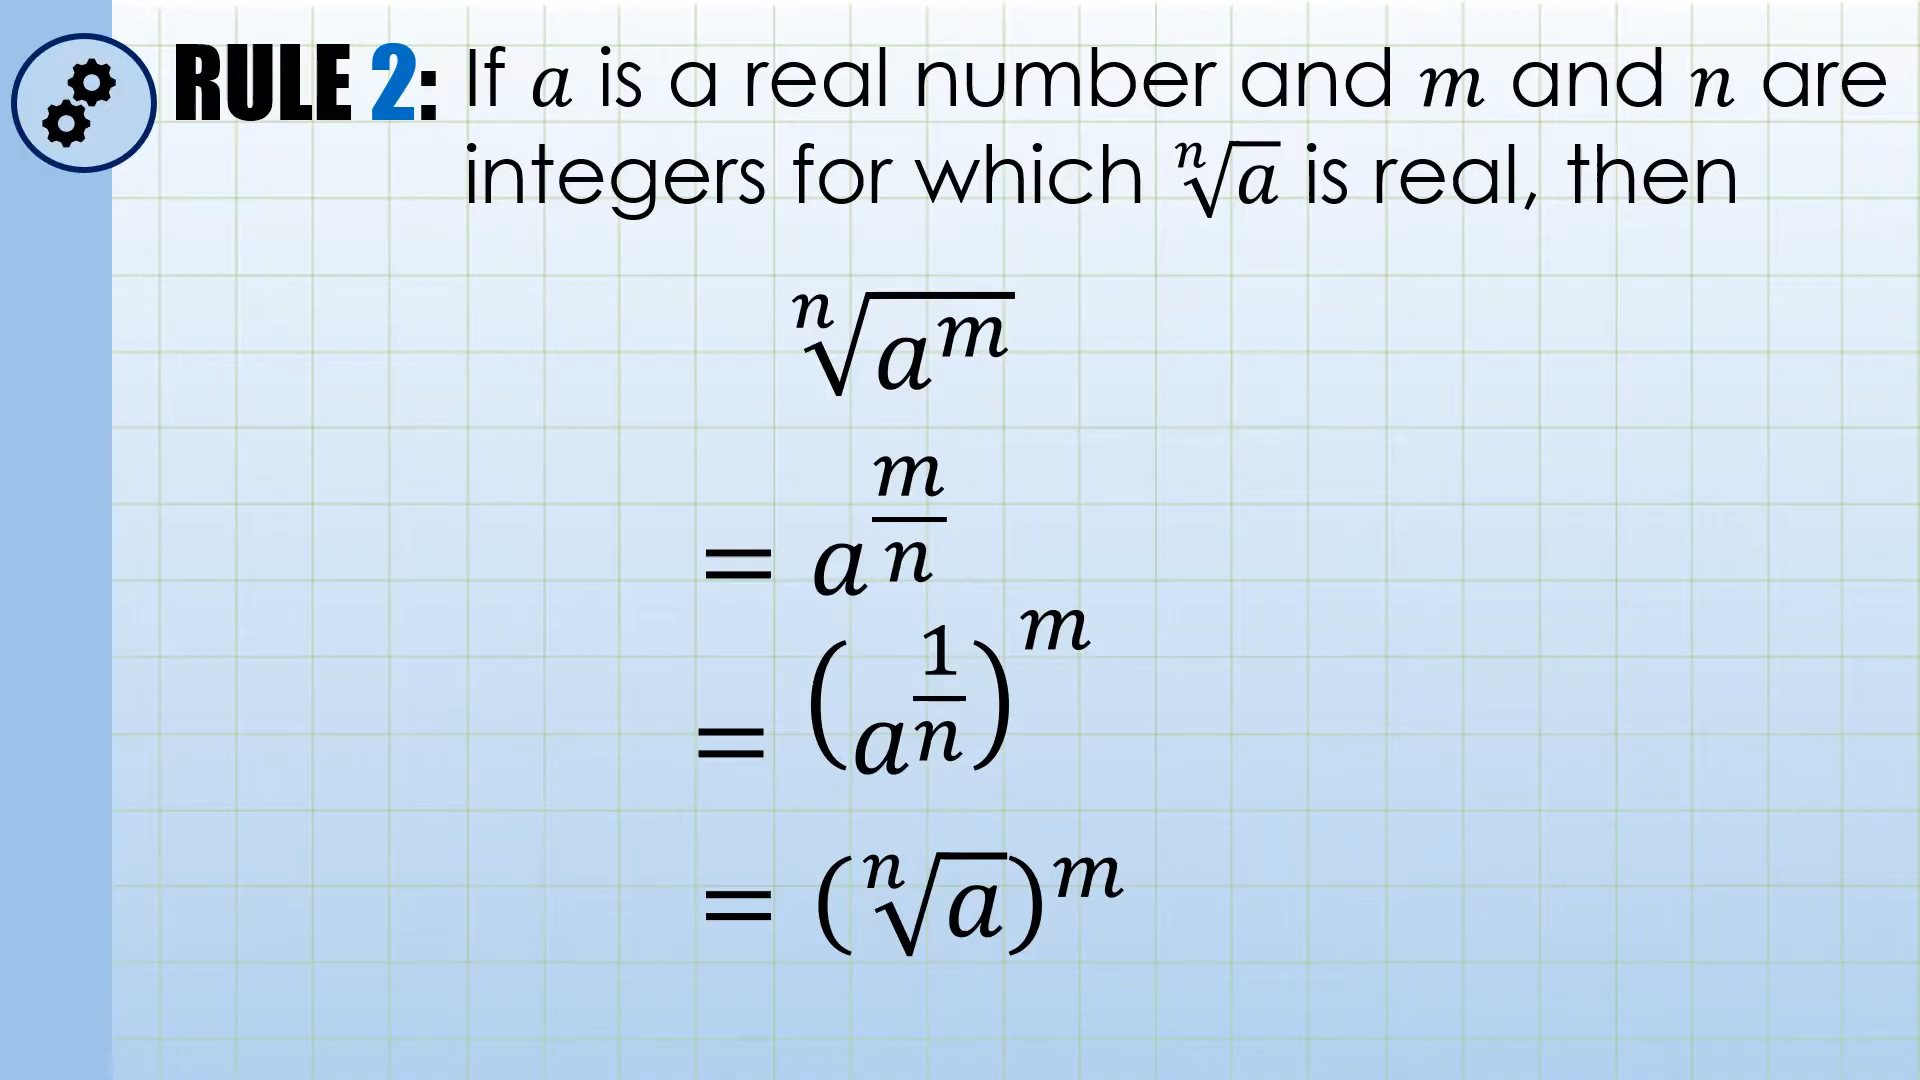 RULE 2: If a is a real number and m and n are
integers for which ⁿ√a is real, then
ⁿ√(aᵐ)
= a^(m/n)
= (a^(1/n))^m
= (ⁿ√a)^m